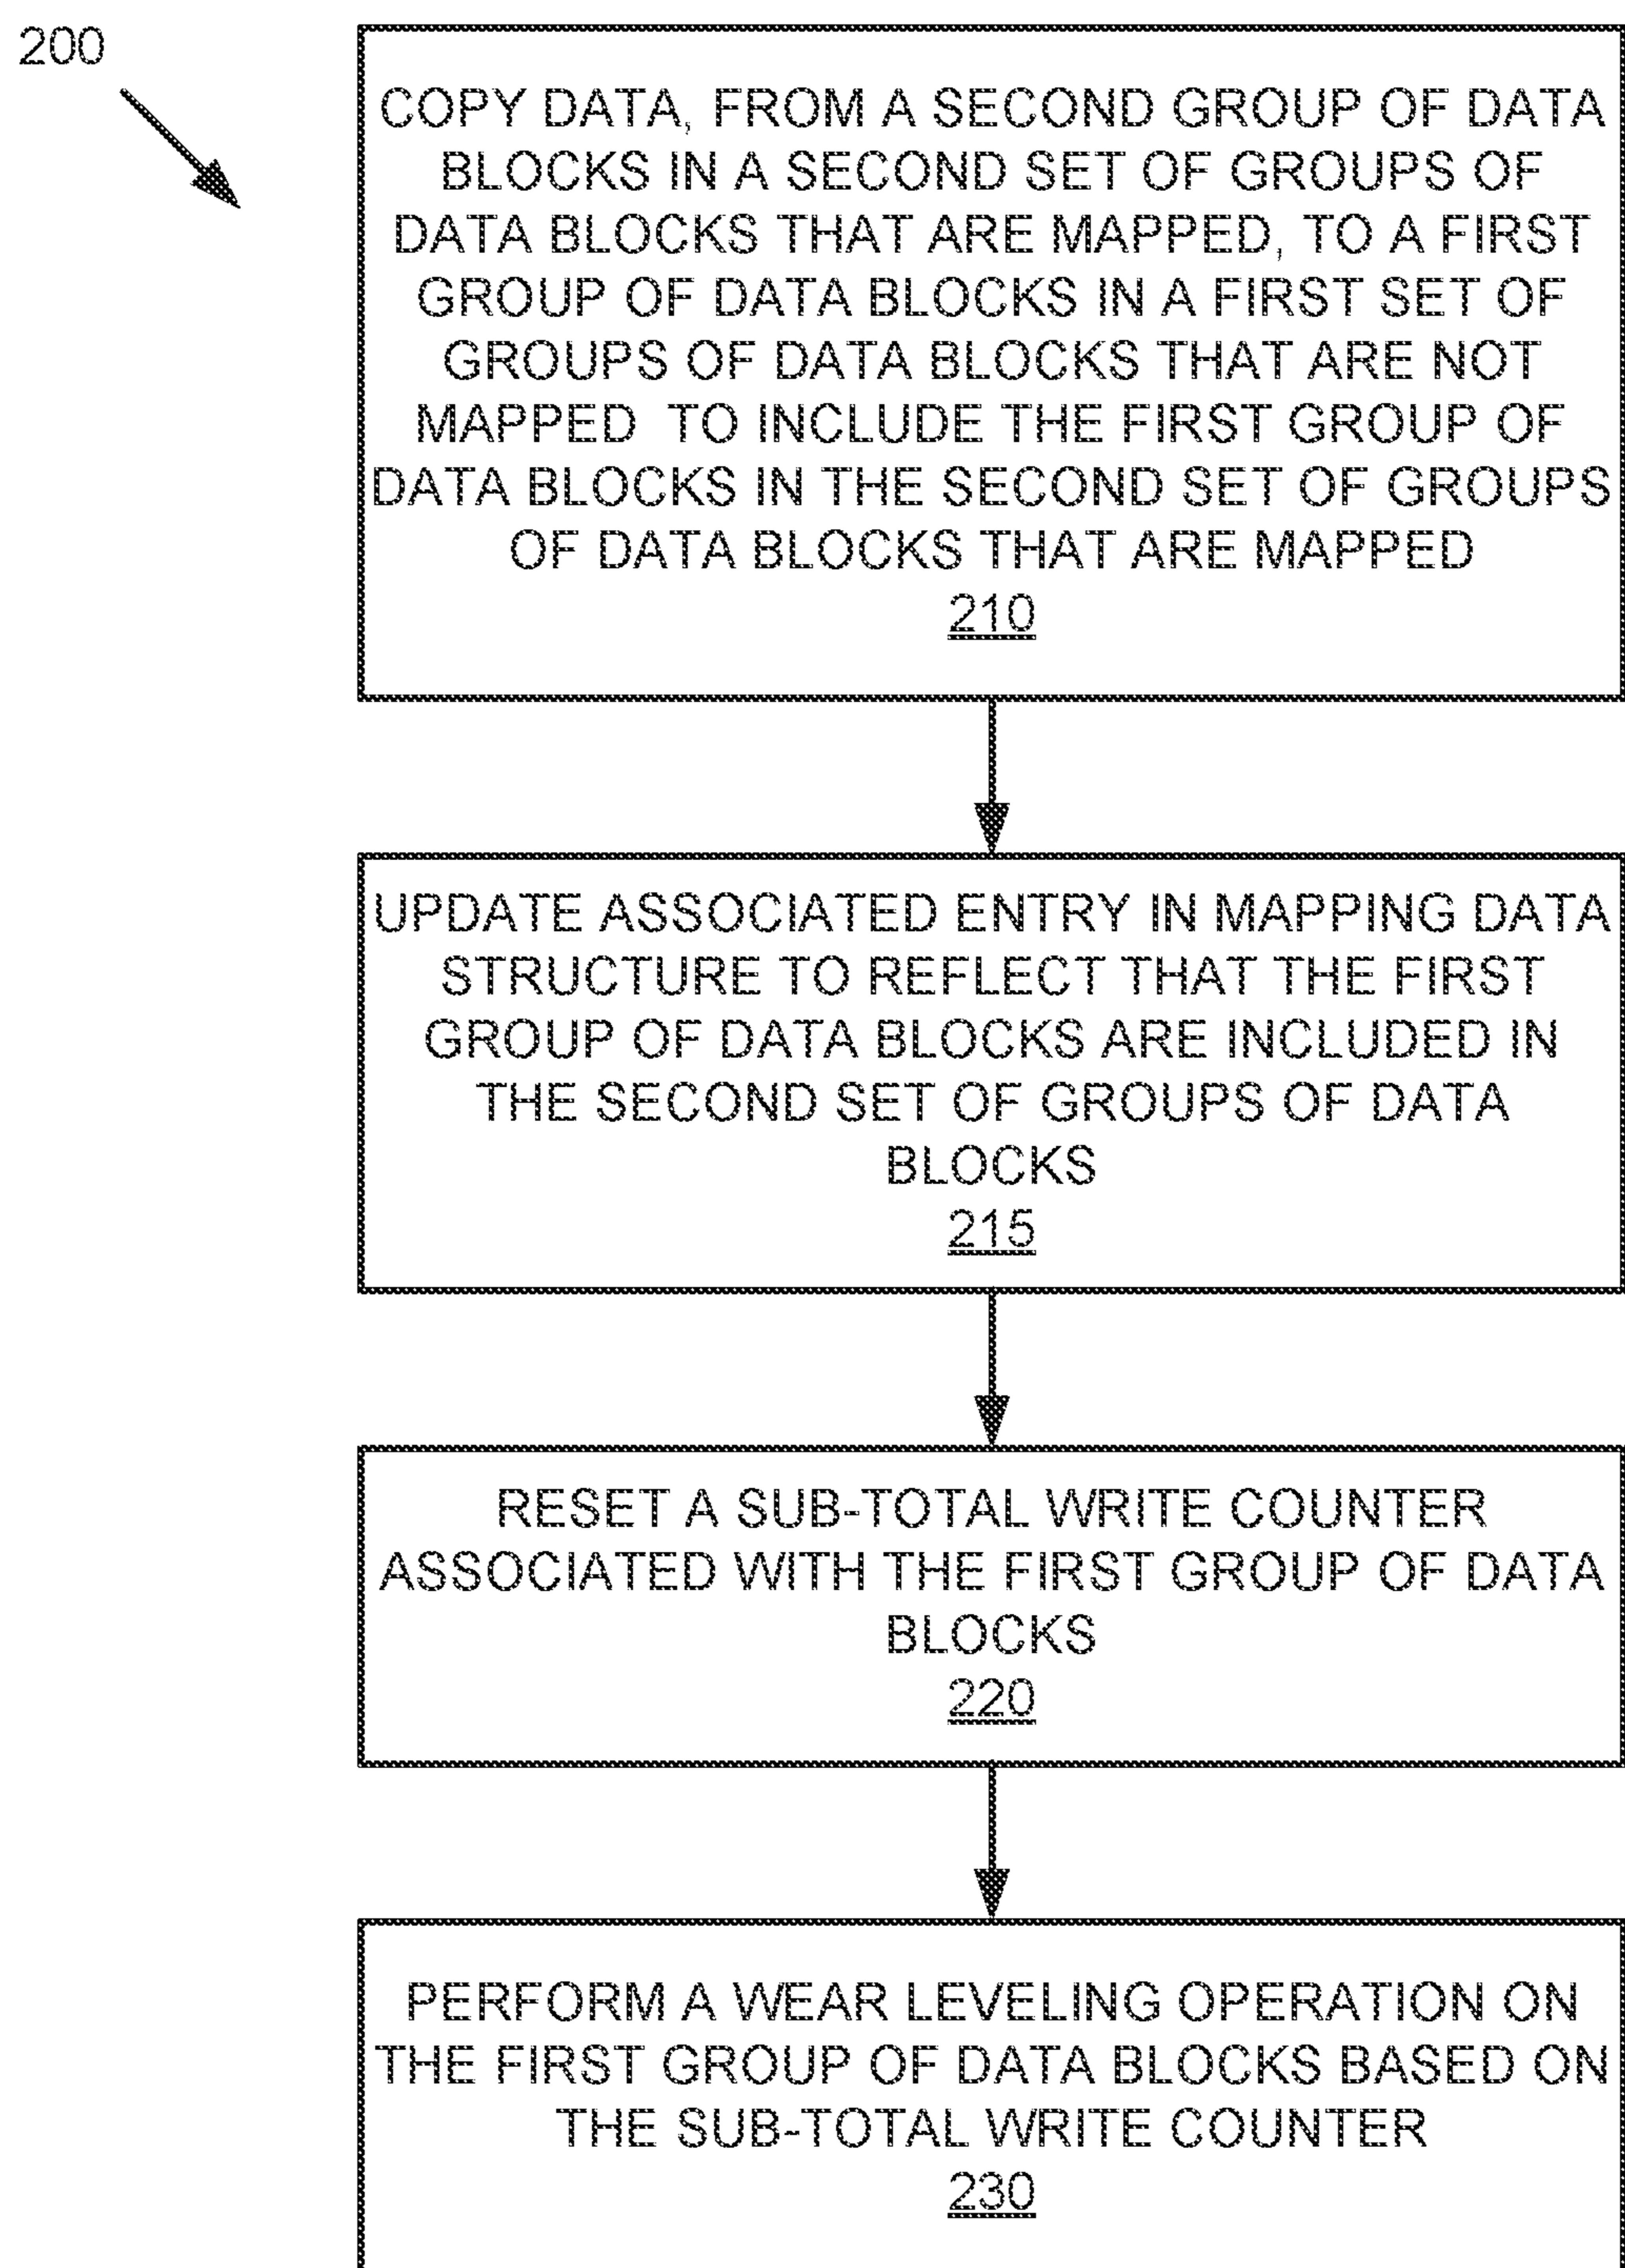 200
COPY DATA, FROM A SECOND GROUP OF DATA
BLOCKS IN A SECOND SET OF GROUPS OF
DATA BLOCKS THAT ARE MAPPED, TO A FIRST
GROUP OF DATA BLOCKS IN A FIRST SET OF
GROUPS OF DATA BLOCKS THAT ARE NOT
MAPPED TO INCLUDE THE FIRST GROUP OF
DATA BLOCKS IN THE SECOND SET OF GROUPS
OF DATA BLOCKS THAT ARE MAPPED
210
UPDATE ASSOCIATED ENTRY IN MAPPING DATA
STRUCTURE TO REFLECT THAT THE FIRST
GROUP OF DATA BLOCKS ARE INCLUDED IN
THE SECOND SET OF GROUPS OF DATA
BLOCKS
215
RESET A SUB-TOTAL WRITE COUNTER
ASSOCIATED WITH THE FIRST GROUP OF DATA
BLOCKS
220
PERFORM A WEAR LEVELING OPERATION ON
THE FIRST GROUP OF DATA BLOCKS BASED ON
THE SUB-TOTAL WRITE COUNTER
230